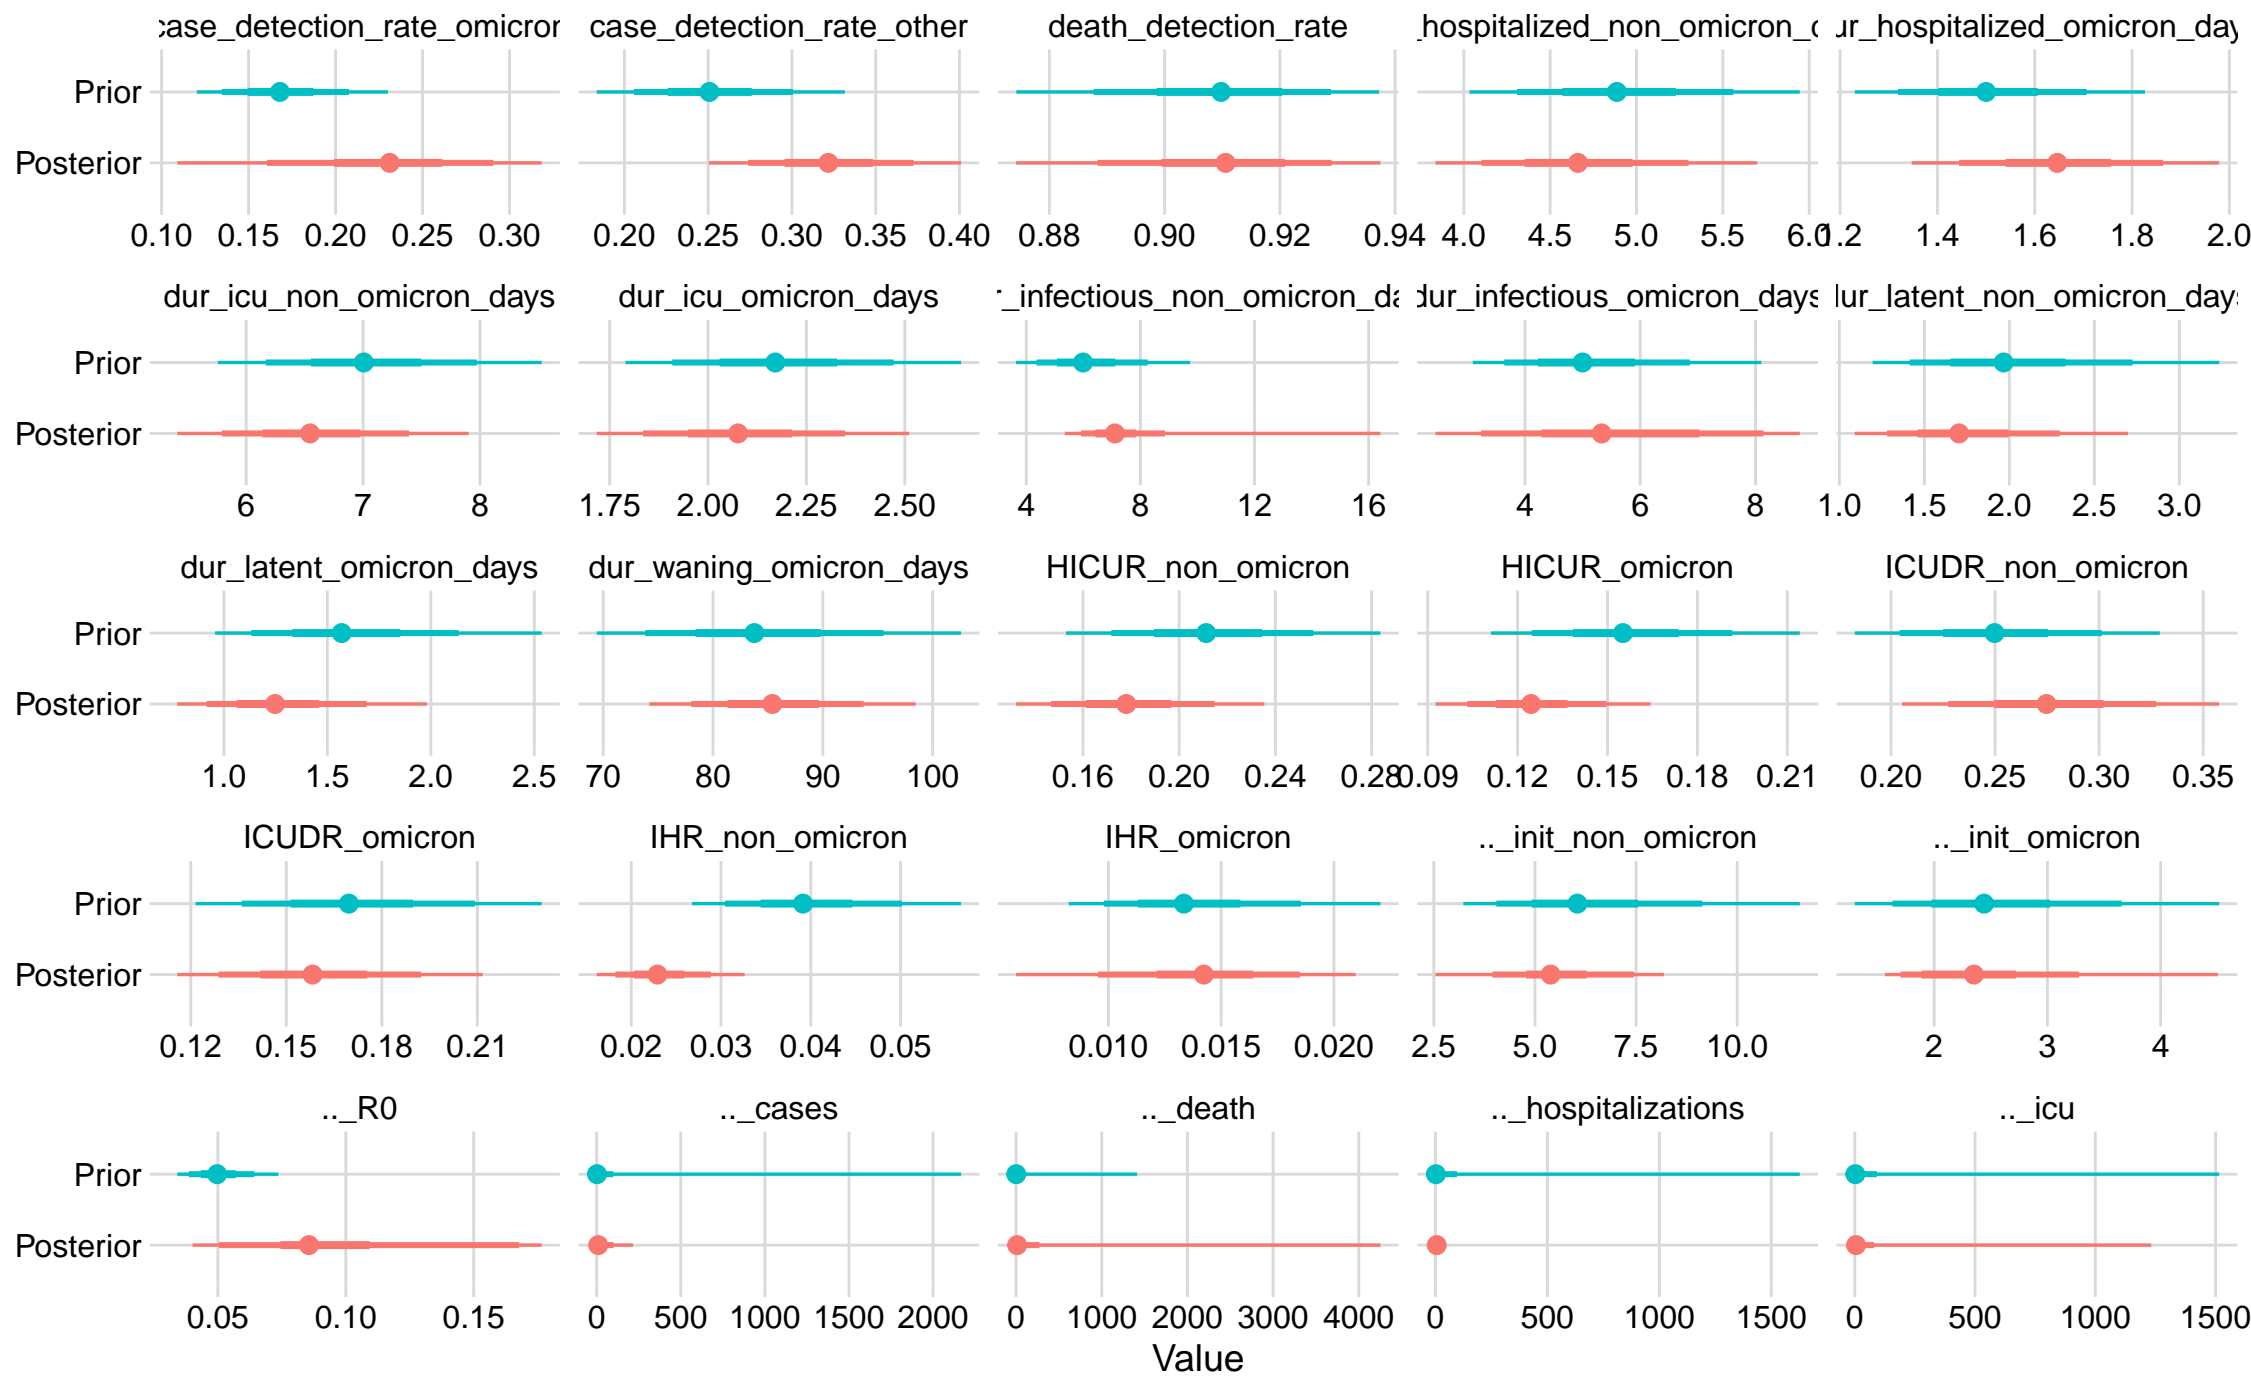 case_detection_rate_omicron case_detection_rate_other death_detection_rate _hospitalized_non_omicron_ ur_hospitalized_omicron_day
Prior
Posterior
0.10 0.15 0.20 0.25 0.30 0.20 0.25 0.30 0.35 0.40 0.88 0.90 0.92 0.94 4.0 4.5 5.0 5.5 6.0 1.2 1.4 1.6 1.8 2.0
dur_icu_non_omicron_days dur_icu_omicron_days r_infectious_non_omicron_da dur_infectious_omicron_days dur_latent_non_omicron_days
Prior
Posterior
6 7 8 1.75 2.00 2.25 2.50 4 8 12 16 4 6 8 1.0 1.5 2.0 2.5 3.0
dur_latent_omicron_days dur_waning_omicron_days HICUR_non_omicron HICUR_omicron ICUDR_non_omicron
Prior
Posterior
1.0 1.5 2.0 2.5 70 80 90 100 0.16 0.20 0.24 0.28 0.09 0.12 0.15 0.18 0.21 0.20 0.25 0.30 0.35
ICUDR_omicron IHR_non_omicron IHR_omicron .._init_non_omicron .._init_omicron
Prior
Posterior
0.12 0.15 0.18 0.21 0.02 0.03 0.04 0.05 0.010 0.015 0.020 2.5 5.0 7.5 10.0 2 3 4
.._R0 .._cases .._death .._hospitalizations .._icu
Prior
Posterior
0.05 0.10 0.15 0 500 1000 1500 2000 0 1000 2000 3000 4000 0 500 1000 1500 0 500 1000 1500
Value